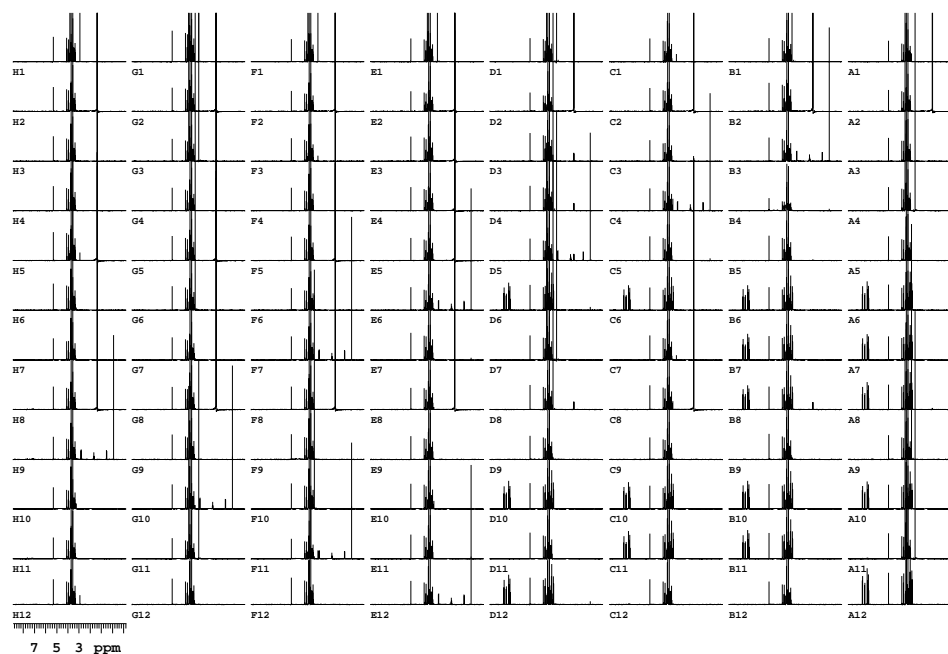 H1 G1 F1 E1 D1 C1 B1 A1
H2 G2 F2 E2 D2 C2 B2 A2
H3 G3 F3 E3 D3 C3 B3 A3
H4 G4 F4 E4 D4 C4 B4 A4
H5 G5 F5 E5 D5 C5 B5 A5
H6 G6 F6 E6 D6 C6 B6 A6
H7 G7 F7 E7 D7 C7 B7 A7
H8 G8 F8 E8 D8 C8 B8 A8
H9 G9 F9 E9 D9 C9 B9 A9
H10 G10 F10 E10 D10 C10 B10 A10
H11 G11 F11 E11 D11 C11 B11 A11
H12 G12 F12 E12 D12 C12 B12 A12
7 5 3 ppm